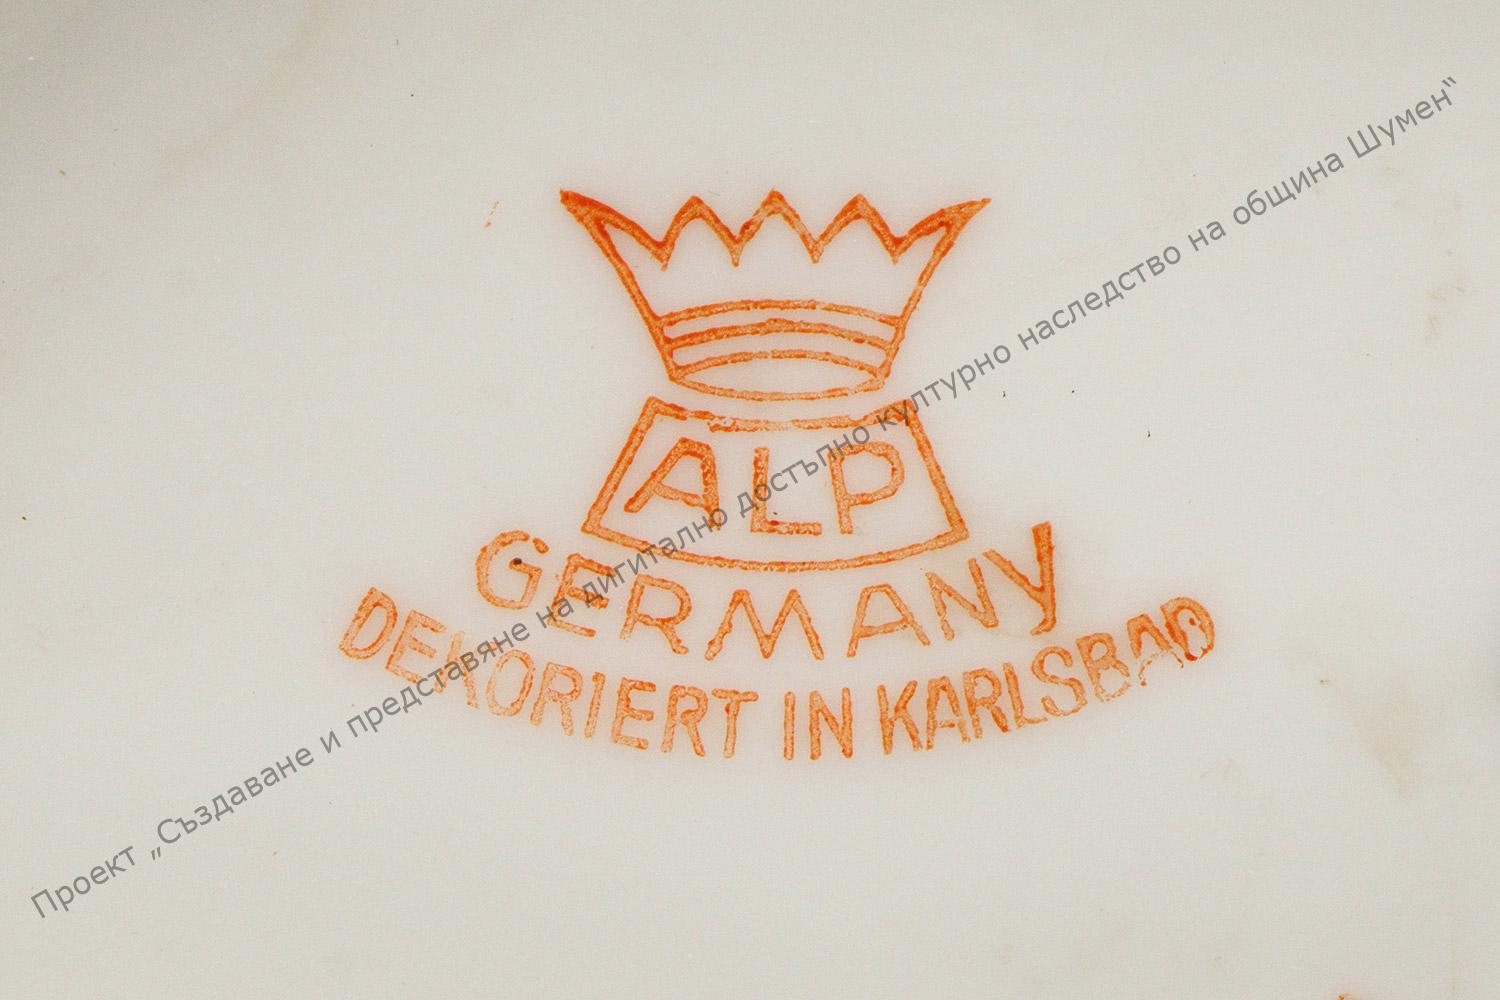 ALP
GERMANY
DEKORIERT IN KARLSBAD
Проект „Създаване и представяне на дигитално достъпно културно наследство на община Шумен“